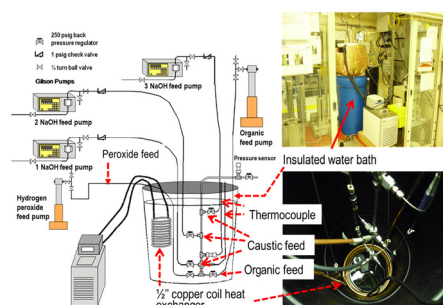 250 psig back
pressure regulator
1 psig check valve
¼ turn ball valve
Gilson Pumps
3 NaOH feed pump
2 NaOH feed pump
1 NaOH feed pump
Organic
feed pump
Peroxide feed
Pressure sensor
Insulated water bath
Hydrogen
peroxide
feed pump
Thermocouple
Caustic feed
Organic feed
½" copper coil heat
exchanger